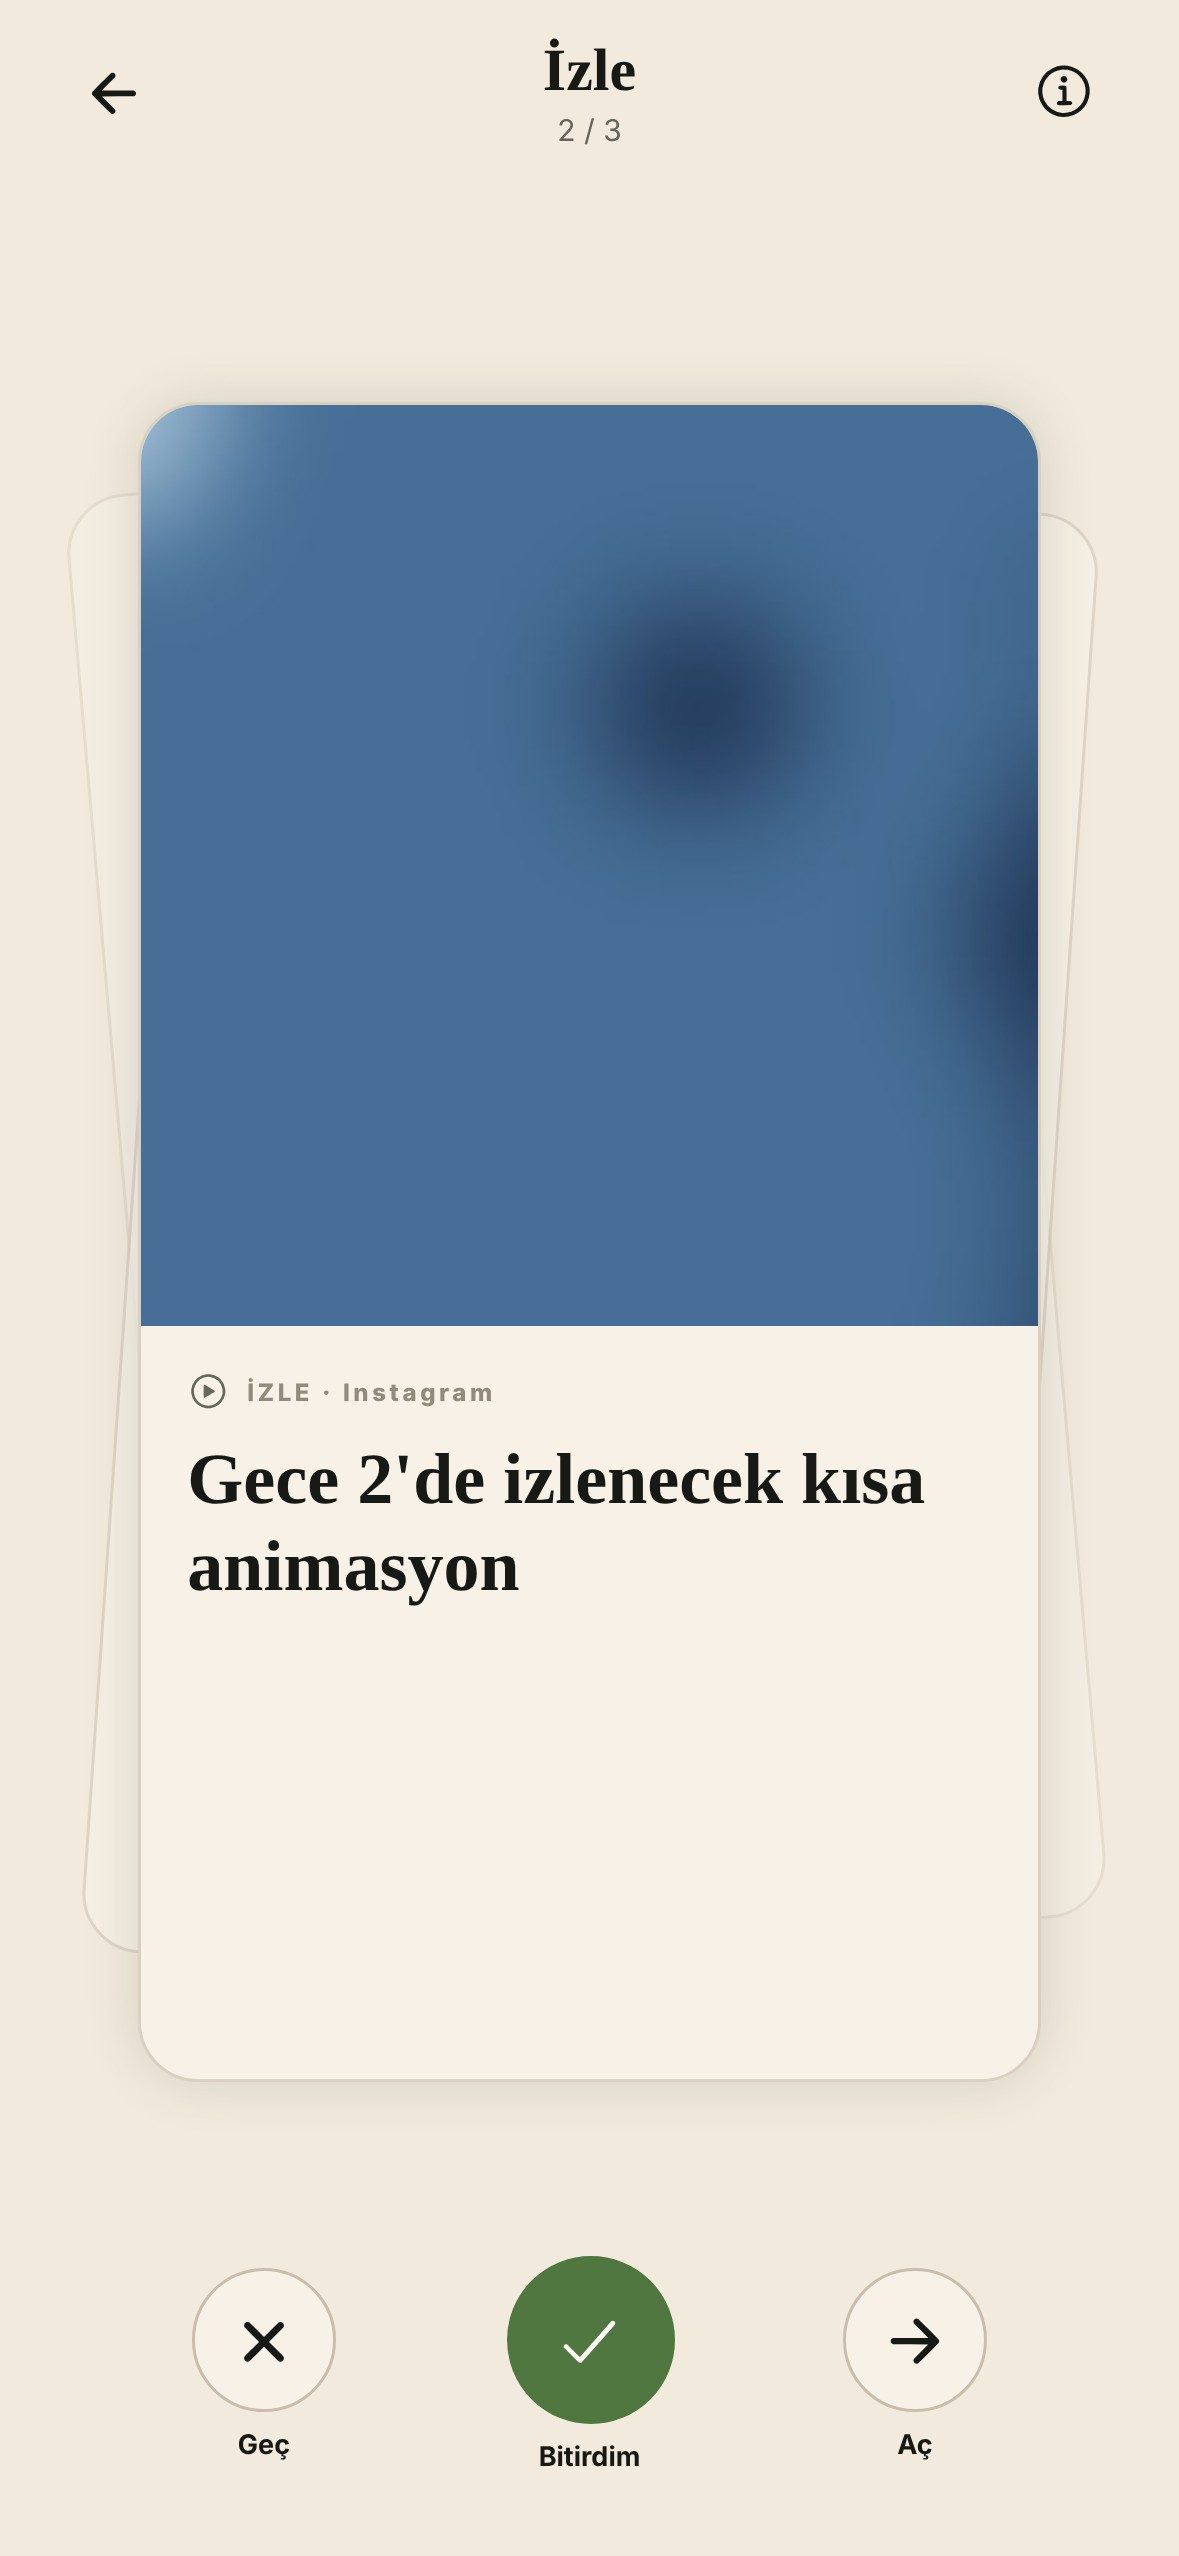 İzle
2 / 3
İZLE · Instagram
Gece 2'de izlenecek kısa
animasyon
Geç
Bitirdim
Aç